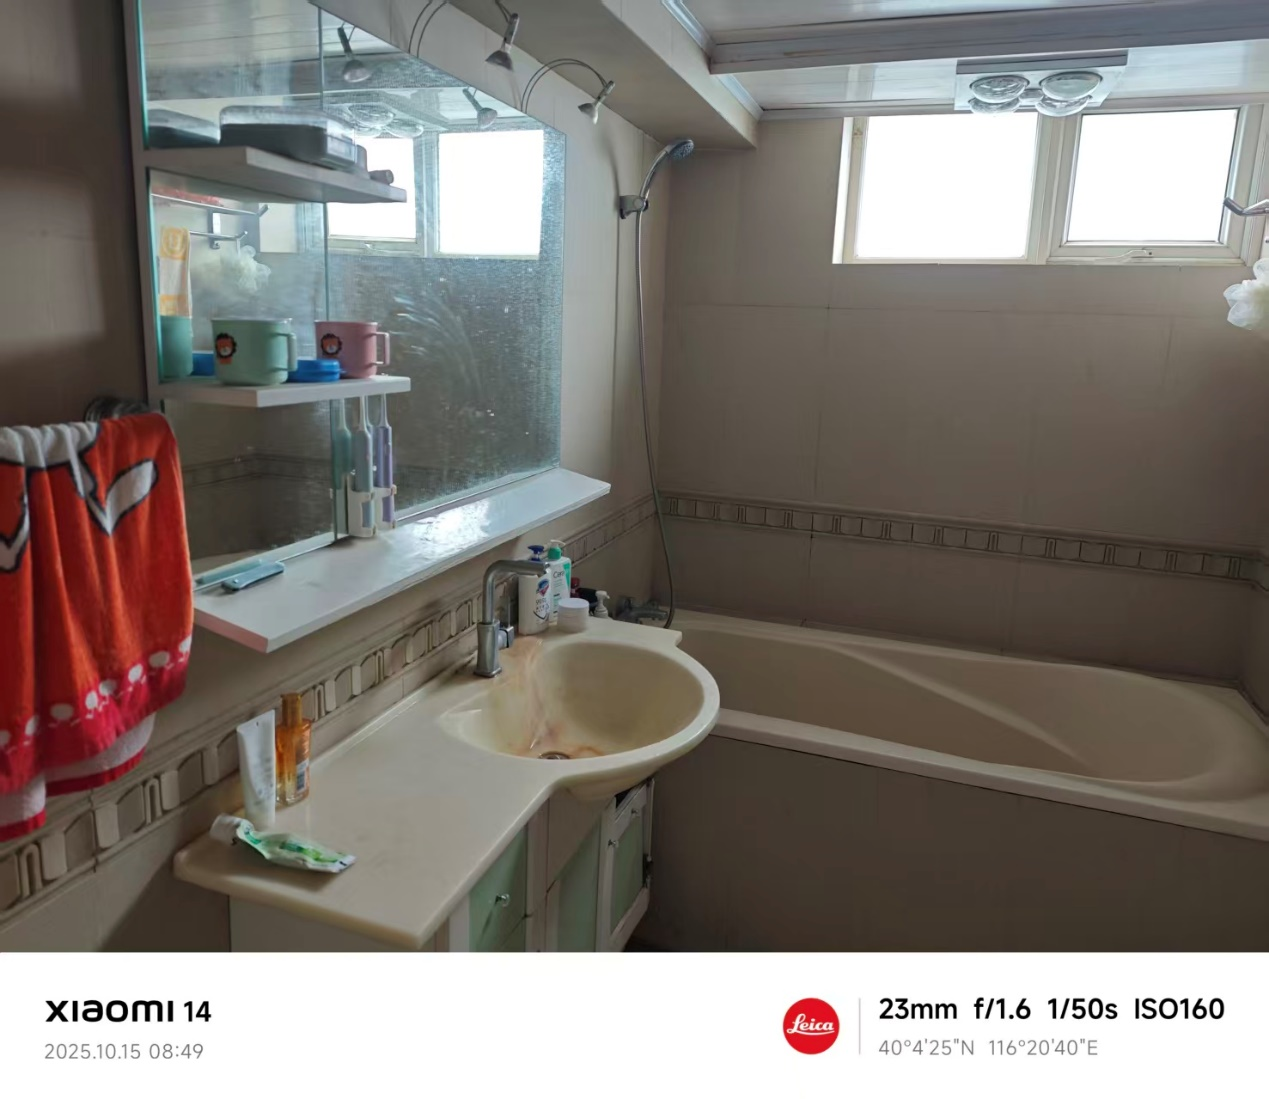 XIAOMI 14
2025.10.15 08:49
Leica
23mm f/1.6 1/50s ISO160
40°4'25"N 116°20'40"E